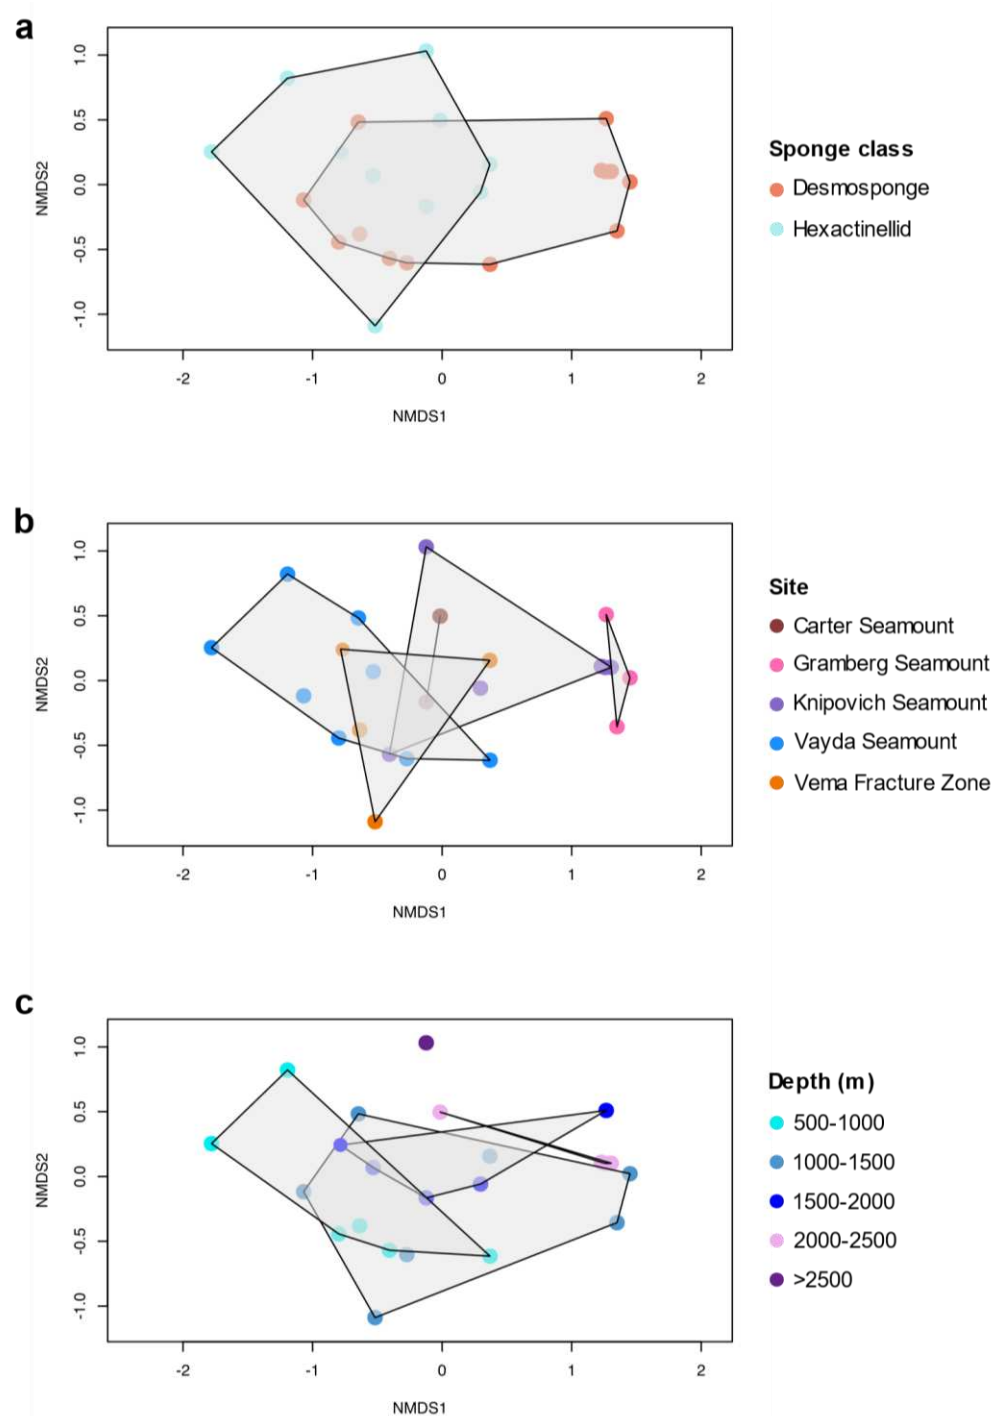 a
1.0
0.5
0.0
-0.5
-1.0
NMDS2
-2 -1 0 1 2
NMDS1
Sponge class
Desmosponge
Hexactinellid
b
1.0
0.5
0.0
-0.5
-1.0
NMDS2
-2 -1 0 1 2
NMDS1
Site
Carter Seamount
Gramberg Seamount
Knipovich Seamount
Vayda Seamount
Vema Fracture Zone
c
1.0
0.5
0.0
-0.5
-1.0
NMDS2
-2 -1 0 1 2
NMDS1
Depth (m)
500-1000
1000-1500
1500-2000
2000-2500
>2500